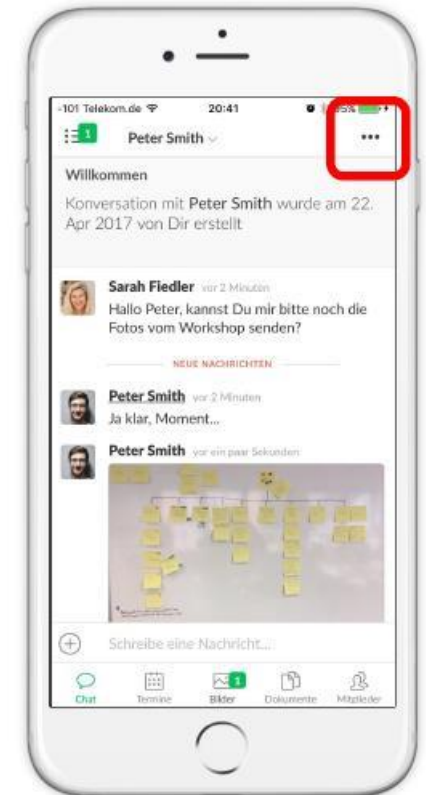 -101 Telekom.de 20:41
1
Peter Smith
Willkommen
Konversation mit Peter Smith wurde am 22.
Apr 2017 von Dir erstellt
Sarah Fiedler vor 2 Minuten
Hallo Peter, kannst Du mir bitte noch die
Fotos vom Workshop senden?
NEUE NACHRICHTEN
Peter Smith vor 2 Minuten
Ja klar, Moment...
Peter Smith vor ein paar Sekunden
Schreibe eine Nachricht...
1
Chat Termine Bilder Dokumente Mitglieder